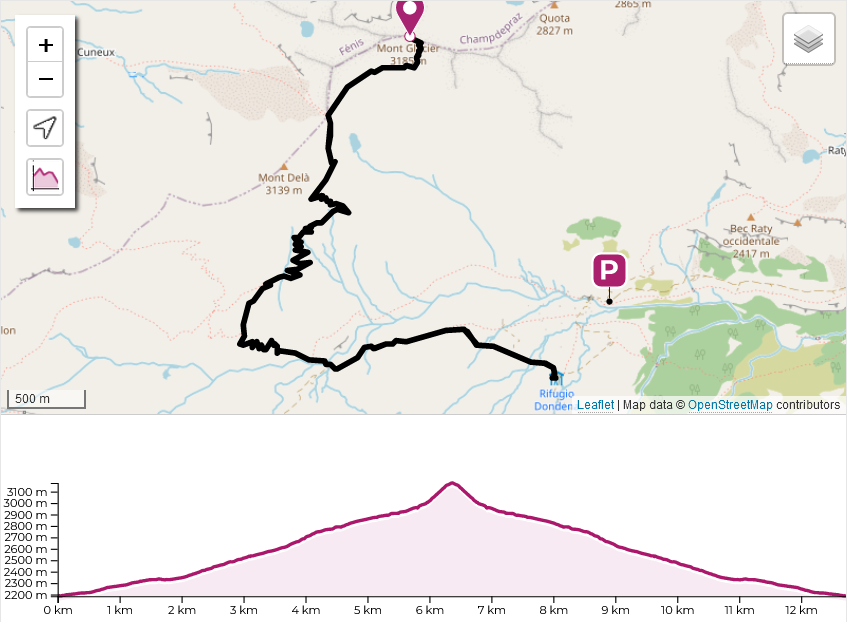 +
−
Cuneux
Fénis
Champdepraz
Quota
2827 m
2865 m
Mont Glacier
3185 m
Mont Delà
3139 m
Raty
Bec Raty
occidentale
2417 m
P
lon
500 m
Rifugio
Donden
Leaflet | Map data © OpenStreetMap contributors
3100 m
3000 m
2900 m
2800 m
2700 m
2600 m
2500 m
2400 m
2300 m
2200 m
0 km 1 km 2 km 3 km 4 km 5 km 6 km 7 km 8 km 9 km 10 km 11 km 12 km